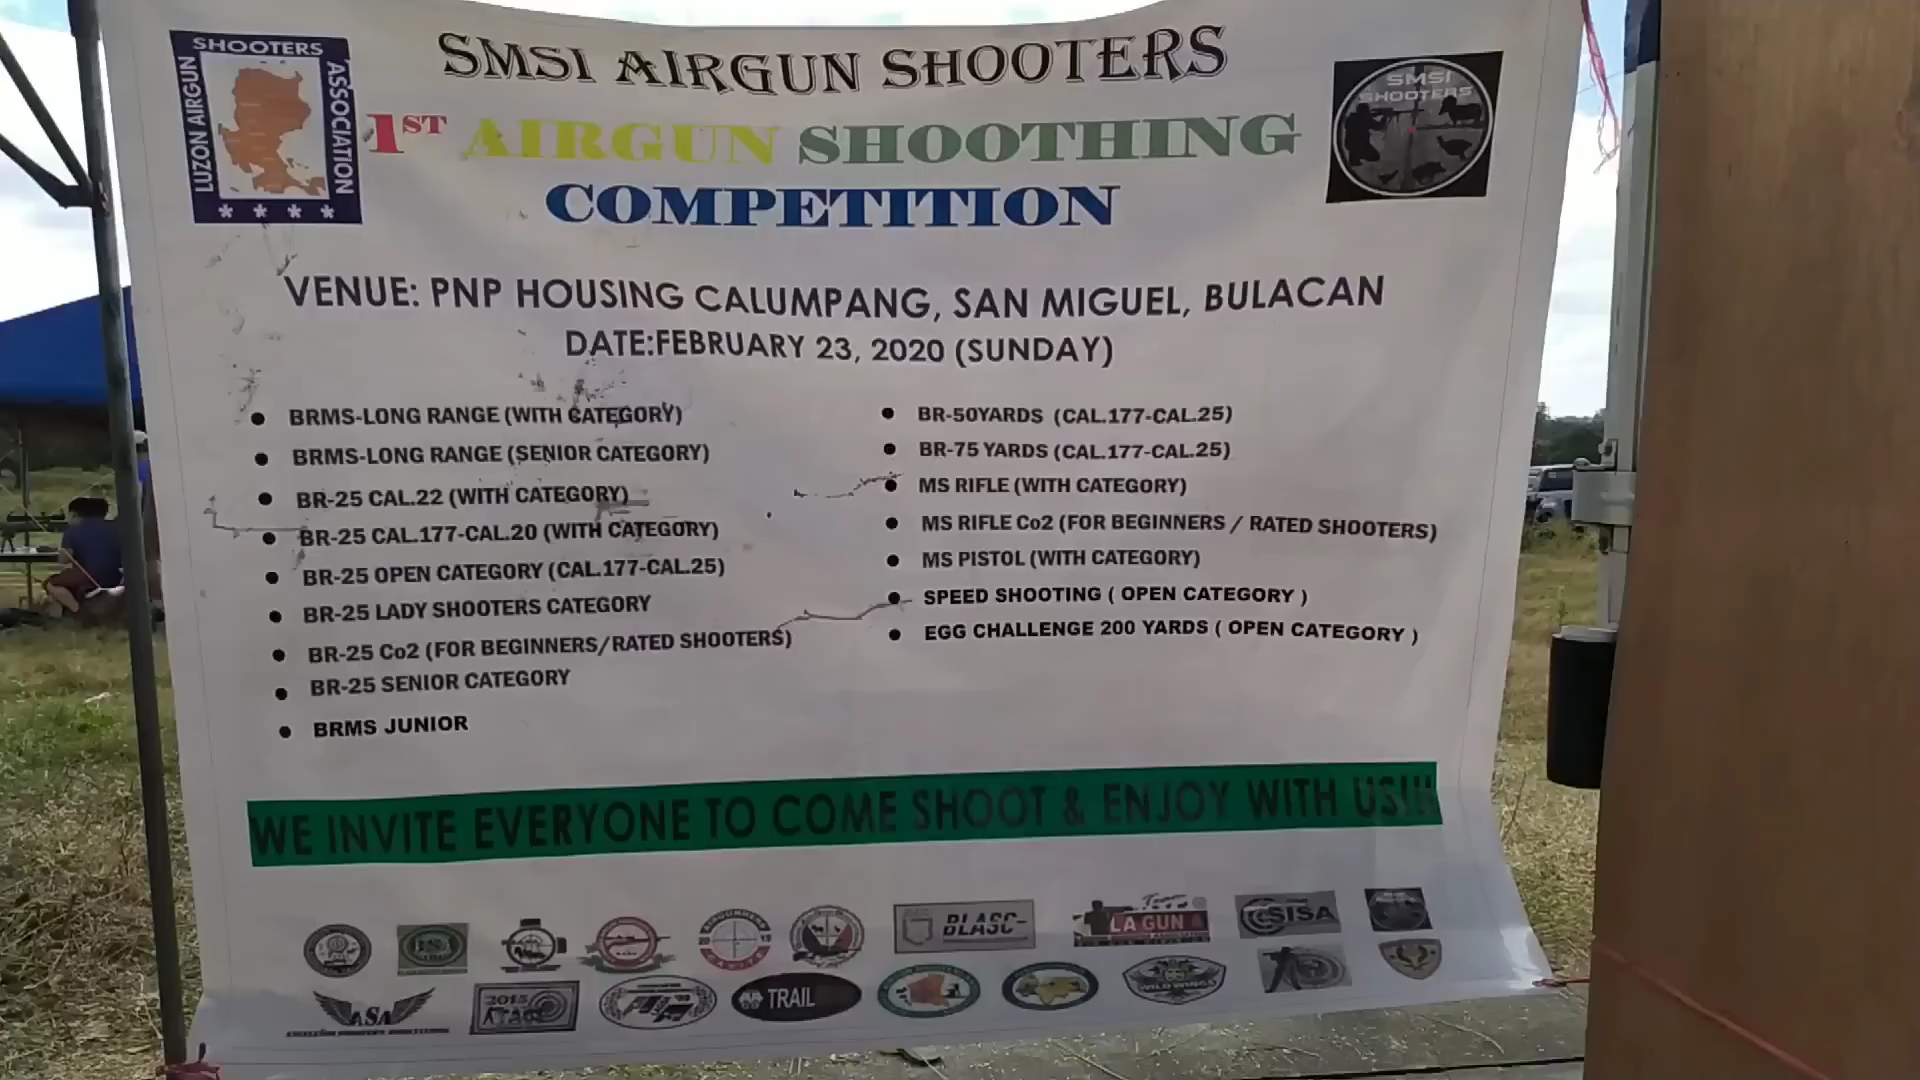 SHOOTERS
LUZON AIRGUN
ASSOCIATION
SMSI AIRGUN SHOOTERS
1ST AIRGUN SHOOTHING
COMPETITION
SMSI
SHOOTERS
VENUE: PNP HOUSING CALUMPANG, SAN MIGUEL, BULACAN
DATE:FEBRUARY 23, 2020 (SUNDAY)
• BRMS-LONG RANGE (WITH CATEGORY)
• BRMS-LONG RANGE (SENIOR CATEGORY)
• BR-25 CAL.22 (WITH CATEGORY)
• BR-25 CAL.177-CAL.20 (WITH CATEGORY)
• BR-25 OPEN CATEGORY (CAL.177-CAL.25)
• BR-25 LADY SHOOTERS CATEGORY
• BR-25 Co2 (FOR BEGINNERS/RATED SHOOTERS)
• BR-25 SENIOR CATEGORY
• BRMS JUNIOR
• BR-50YARDS (CAL.177-CAL.25)
• BR-75 YARDS (CAL.177-CAL.25)
• MS RIFLE (WITH CATEGORY)
• MS RIFLE Co2 (FOR BEGINNERS / RATED SHOOTERS)
• MS PISTOL (WITH CATEGORY)
• SPEED SHOOTING ( OPEN CATEGORY )
• EGG CHALLENGE 200 YARDS ( OPEN CATEGORY )
WE INVITE EVERYONE TO COME SHOOT & ENJOY WITH US!!!
BLASC
Team
LA GUN
SISA
ASA
2015
TRAIL
WILD WINGS